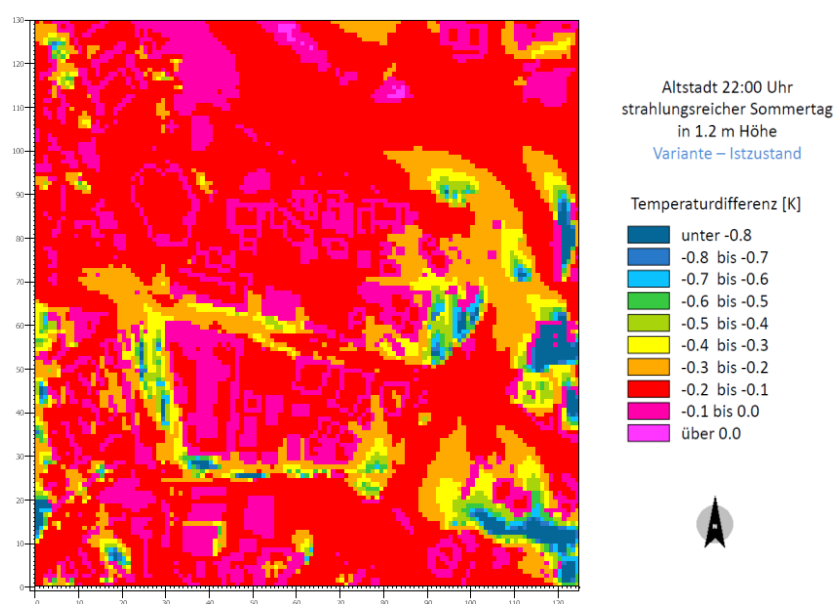 130
120
110
100
90
80
70
60
50
40
30
20
10
0
0 10 20 30 40 50 60 70 80 90 100 110 120
Altstadt 22:00 Uhr
strahlungsreicher Sommertag
in 1.2 m Höhe
Variante – Istzustand
Temperaturdifferenz [K]
unter -0.8
-0.8 bis -0.7
-0.7 bis -0.6
-0.6 bis -0.5
-0.5 bis -0.4
-0.4 bis -0.3
-0.3 bis -0.2
-0.2 bis -0.1
-0.1 bis 0.0
über 0.0